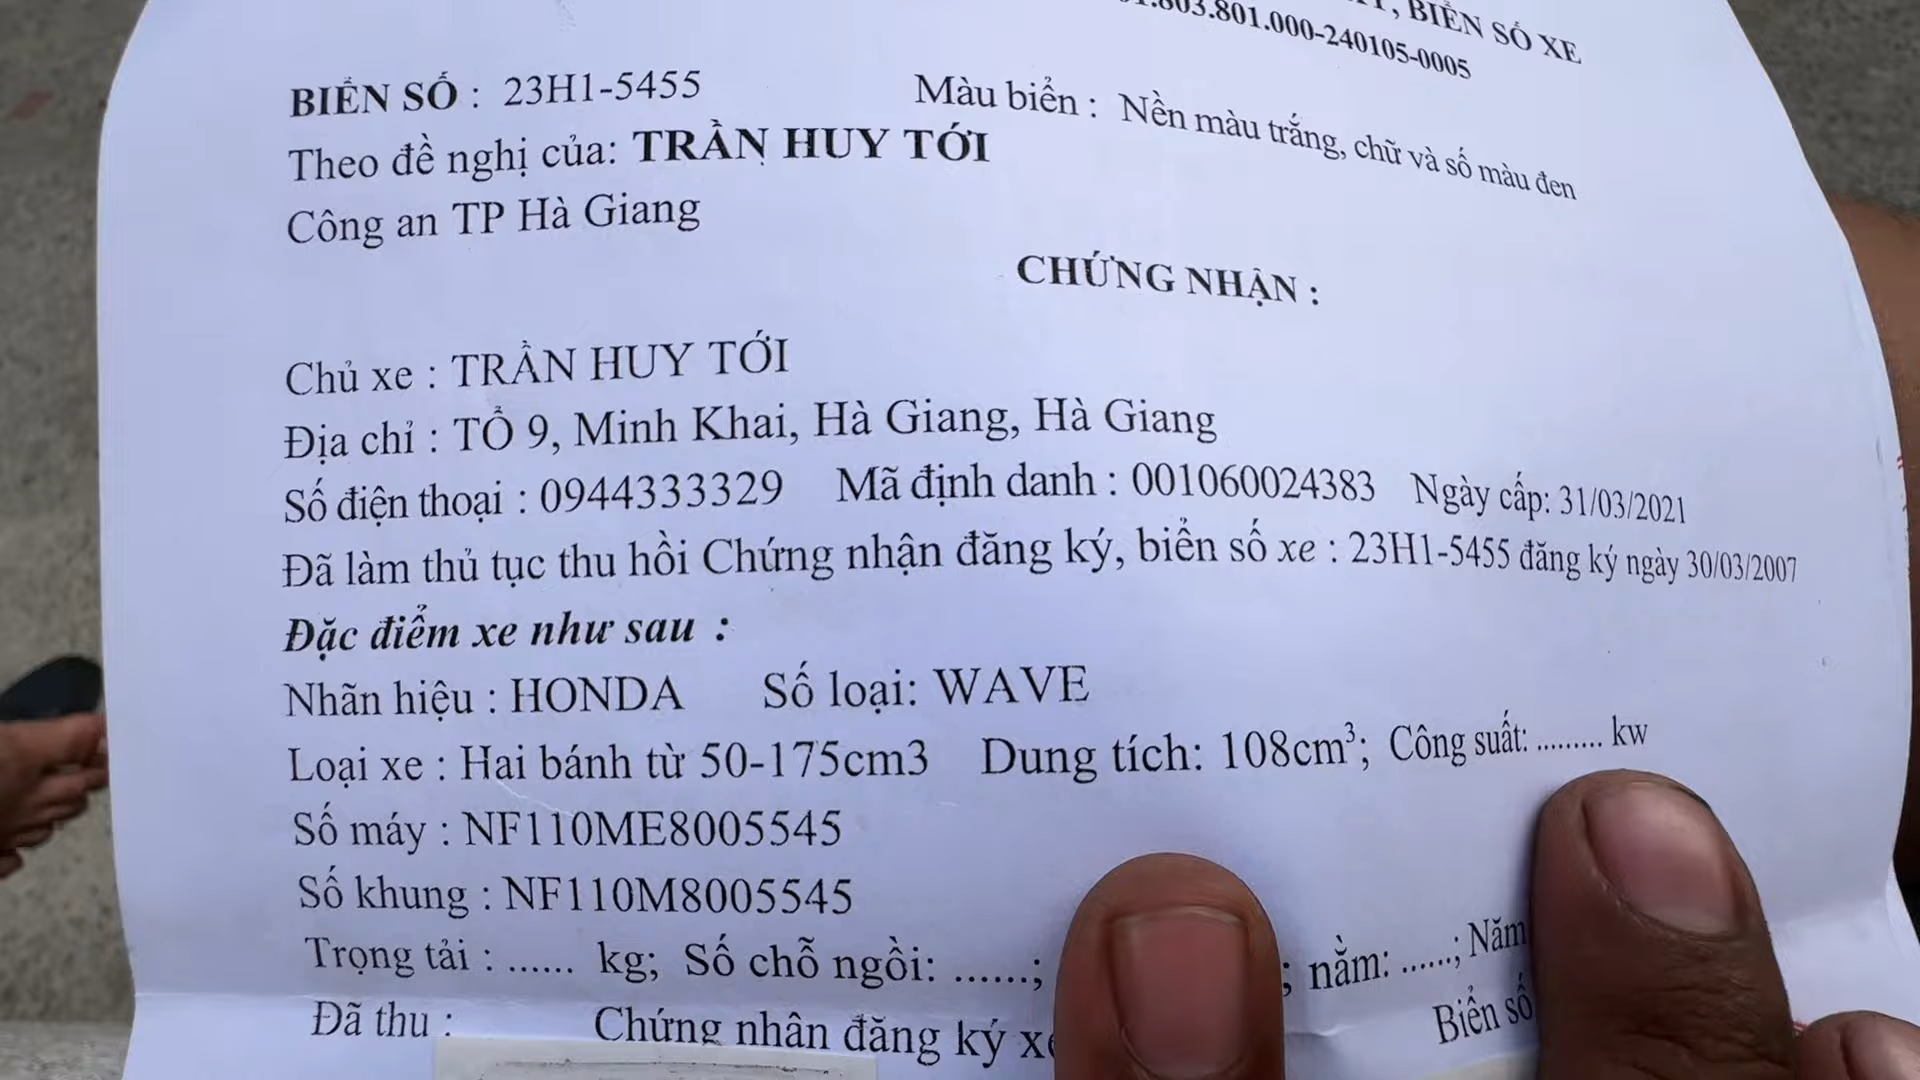 , BIỂN SỐ XE
.803.801.000-240105-0005
BIỂN SỐ : 23H1-5455 Màu biển : Nền màu trắng, chữ và số màu đen
Theo đề nghị của: TRẦN HUY TỚI
Công an TP Hà Giang
CHỨNG NHẬN :
Chủ xe : TRẦN HUY TỚI
Địa chỉ : TỔ 9, Minh Khai, Hà Giang, Hà Giang
Số điện thoại : 0944333329 Mã định danh : 001060024383 Ngày cấp: 31/03/2021
Đã làm thủ tục thu hồi Chứng nhận đăng ký, biển số xe : 23H1-5455 đăng ký ngày 30/03/2007
Đặc điểm xe như sau :
Nhãn hiệu : HONDA Số loại: WAVE
Loại xe : Hai bánh từ 50-175cm3 Dung tích: 108cm³; Công suất: ......... kw
Số máy : NF110ME8005545
Số khung : NF110M8005545
Trọng tải : ...... kg; Số chỗ ngồi: ......; ; nằm: ......; Năm
Đã thu : Chứng nhân đăng ký xe Biển số